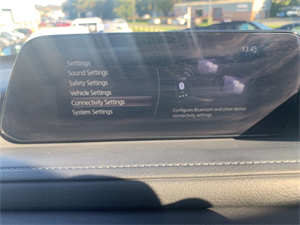 13:45
Settings
Sound Settings
Safety Settings
Vehicle Settings
Connectivity Settings
System Settings
Configures Bluetooth and other device
connectivity settings.